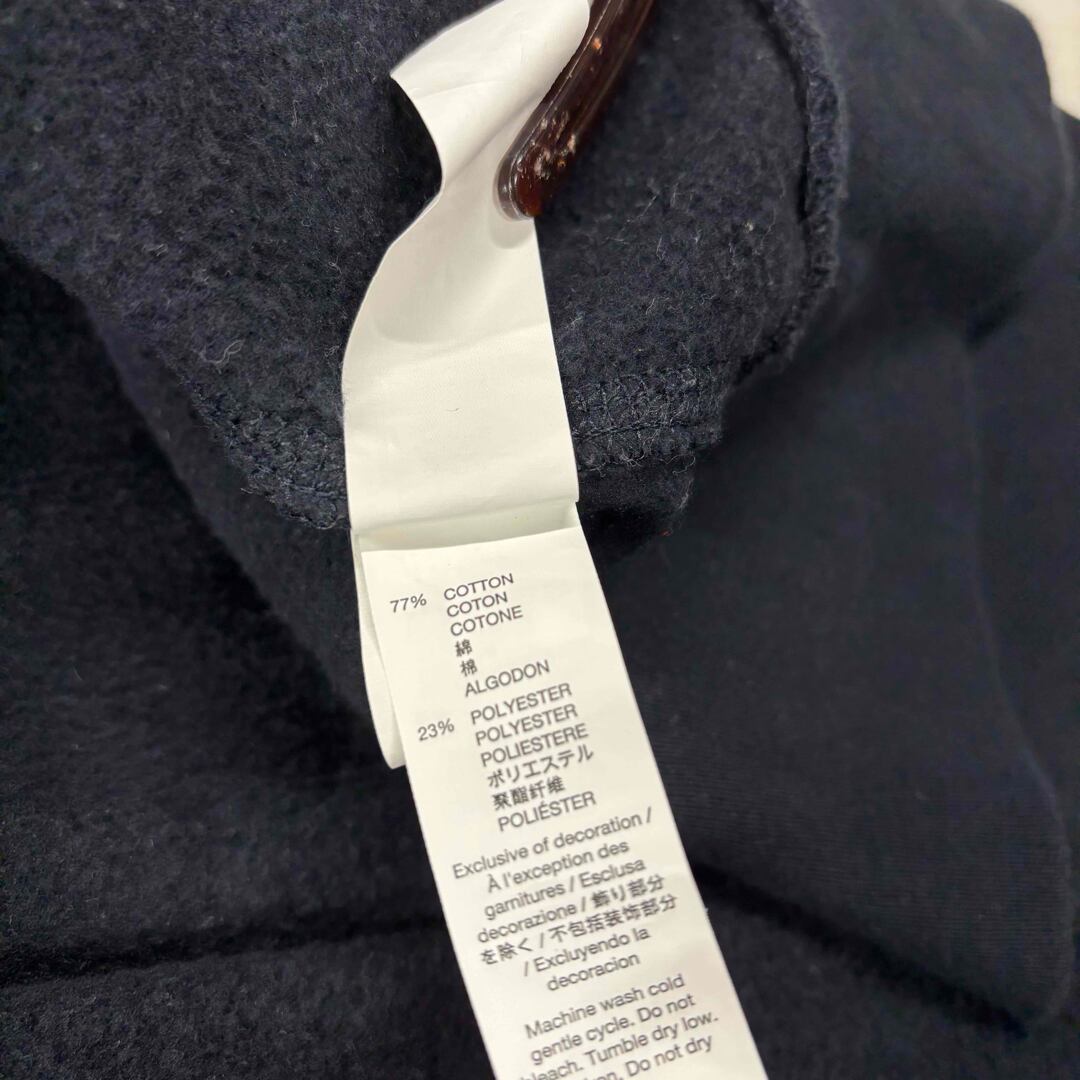 77% COTTON
COTON
COTONE
綿
棉
ALGODON
23% POLYESTER
POLYESTER
POLIESTERE
ポリエステル
聚酯纤维
POLIÉSTER
Exclusive of decoration /
À l'exception des
garnitures / Esclusa
decorazione / 飾り部分
を除く / 不包括装饰部分
/ Excluyendo la
decoracion
Machine wash cold
gentle cycle. Do not
bleach. Tumble dry low.
Do not dry